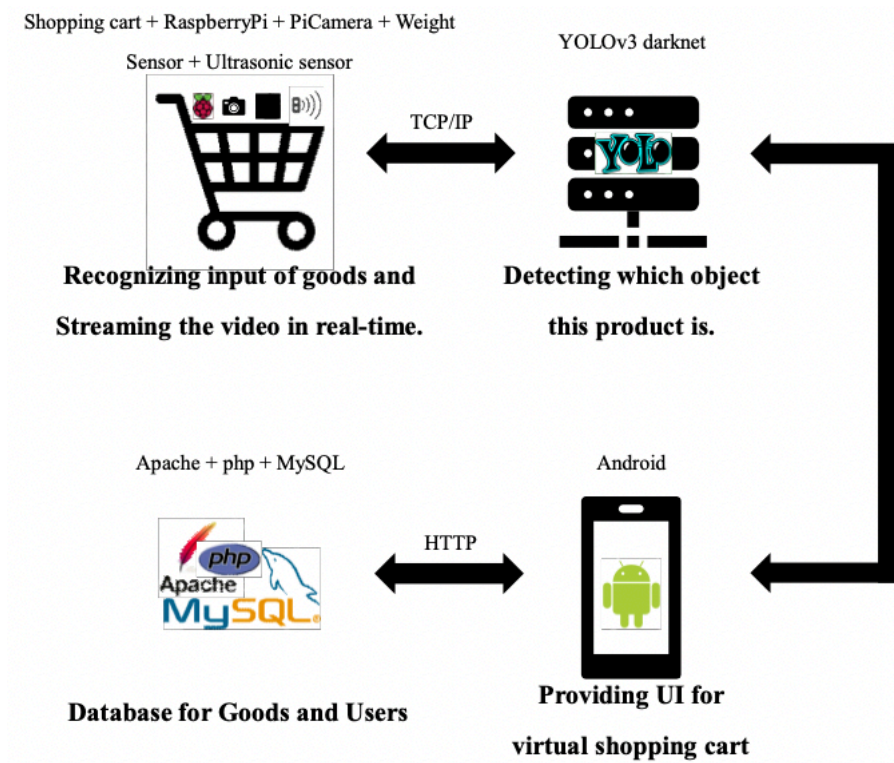 Shopping cart + RaspberryPi + PiCamera + Weight
Sensor + Ultrasonic sensor
YOLOv3 darknet
TCP/IP
YOLO
Recognizing input of goods and
Streaming the video in real-time.
Detecting which object
this product is.
Apache + php + MySQL
Android
HTTP
php
Apache
MySQL®
Database for Goods and Users
Providing UI for
virtual shopping cart